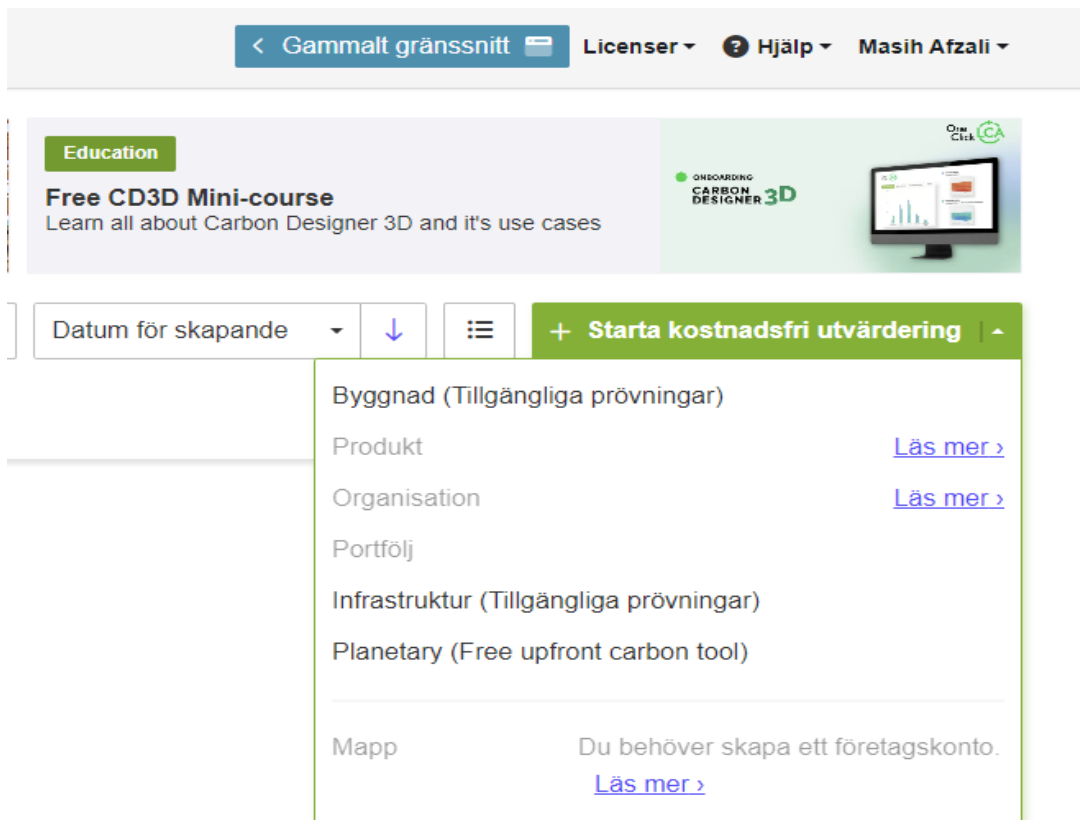 Gammalt gränssnitt
Licenser
Hjälp
Masih Afzali
Education
Free CD3D Mini-course
Learn all about Carbon Designer 3D and it's use cases
ONBOARDING
CARBON
DESIGNER 3D
One
Click
CA
Datum för skapande
+ Starta kostnadsfri utvärdering
Byggnad (Tillgängliga prövningar)
Produkt
Läs mer ›
Organisation
Läs mer ›
Portfölj
Infrastruktur (Tillgängliga prövningar)
Planetary (Free upfront carbon tool)
Mapp
Du behöver skapa ett företagskonto.
Läs mer ›